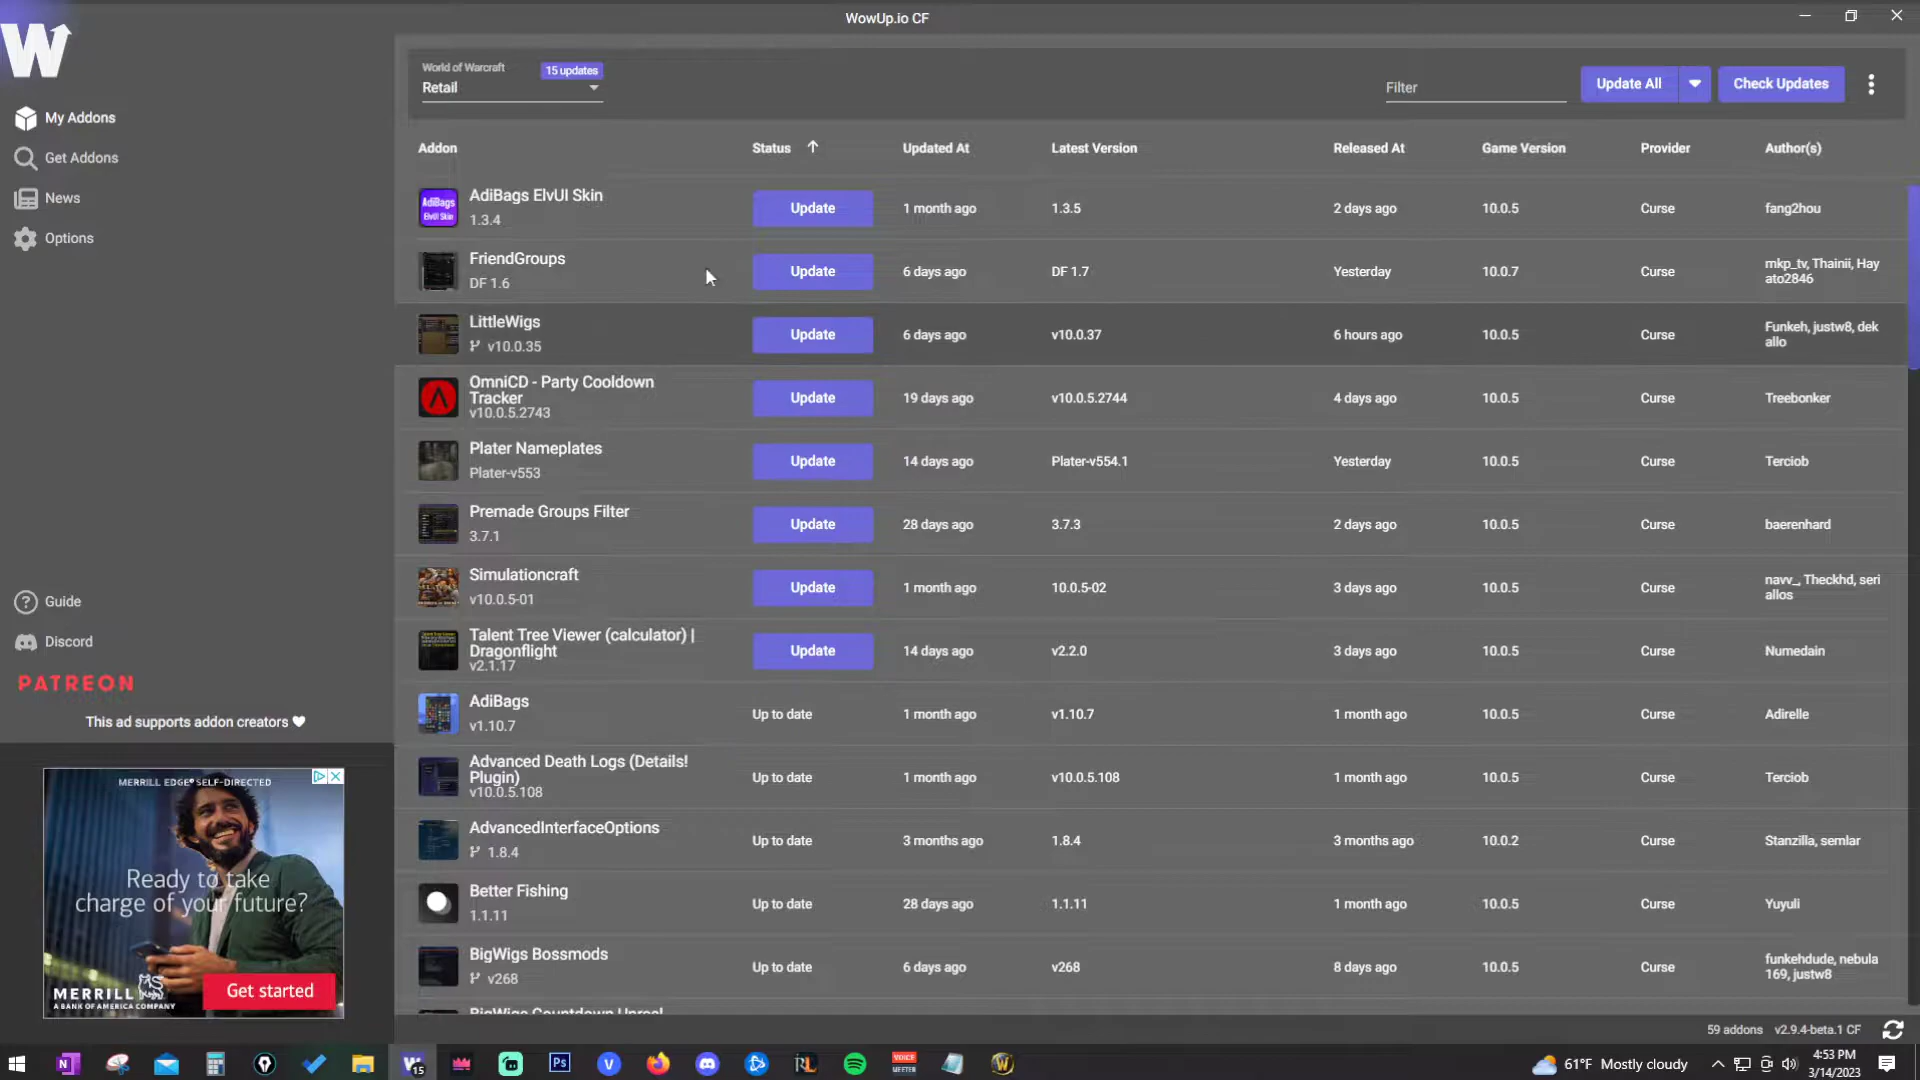 WowUp.io CF
W
My Addons
Get Addons
News
Options
World of Warcraft
15 updates
Retail
Filter
Update All
Check Updates
Addon
Status
Updated At
Latest Version
Released At
Game Version
Provider
Author(s)
AdiBags ElvUI Skin
AdiBags ElvUI Skin
1.3.4
Update
1 month ago
1.3.5
2 days ago
10.0.5
Curse
fang2hou
FriendGroups
DF 1.6
Update
6 days ago
DF 1.7
Yesterday
10.0.7
Curse
mkp_tv, Thainii, Hay
ato2846
LittleWigs
v10.0.35
Update
6 days ago
v10.0.37
6 hours ago
10.0.5
Curse
Funkeh, justw8, dek
allo
OmniCD - Party Cooldown
Tracker
v10.0.5.2743
Update
19 days ago
v10.0.5.2744
4 days ago
10.0.5
Curse
Treebonker
Plater Nameplates
Plater-v553
Update
14 days ago
Plater-v554.1
Yesterday
10.0.5
Curse
Terciob
Premade Groups Filter
3.7.1
Update
28 days ago
3.7.3
2 days ago
10.0.5
Curse
baerenhard
Simulationcraft
v10.0.5-01
Update
1 month ago
10.0.5-02
3 days ago
10.0.5
Curse
navv_, Theckhd, seri
allos
Talent Tree Viewer (calculator) |
Dragonflight
v2.1.17
Update
14 days ago
v2.2.0
3 days ago
10.0.5
Curse
Numedain
AdiBags
v1.10.7
Up to date
1 month ago
v1.10.7
1 month ago
10.0.5
Curse
Adirelle
Advanced Death Logs (Details!
Plugin)
v10.0.5.108
Up to date
1 month ago
v10.0.5.108
1 month ago
10.0.5
Curse
Terciob
AdvancedInterfaceOptions
1.8.4
Up to date
3 months ago
1.8.4
3 months ago
10.0.2
Curse
Stanzilla, semlar
Better Fishing
1.1.11
Up to date
28 days ago
1.1.11
1 month ago
10.0.5
Curse
Yuyuli
BigWigs Bossmods
v268
Up to date
6 days ago
v268
8 days ago
10.0.5
Curse
funkehdude, nebula
169, justw8
BigWigs Countdown Unreal
Guide
Discord
PATREON
This ad supports addon creators
MERRILL EDGE® SELF-DIRECTED
Ready to take
charge of your future?
MERRILL
A BANK OF AMERICA COMPANY
Get started
59 addons
v2.9.4-beta.1 CF
15
Ps
VOICE
MEETER
61°F Mostly cloudy
4:53 PM
3/14/2023